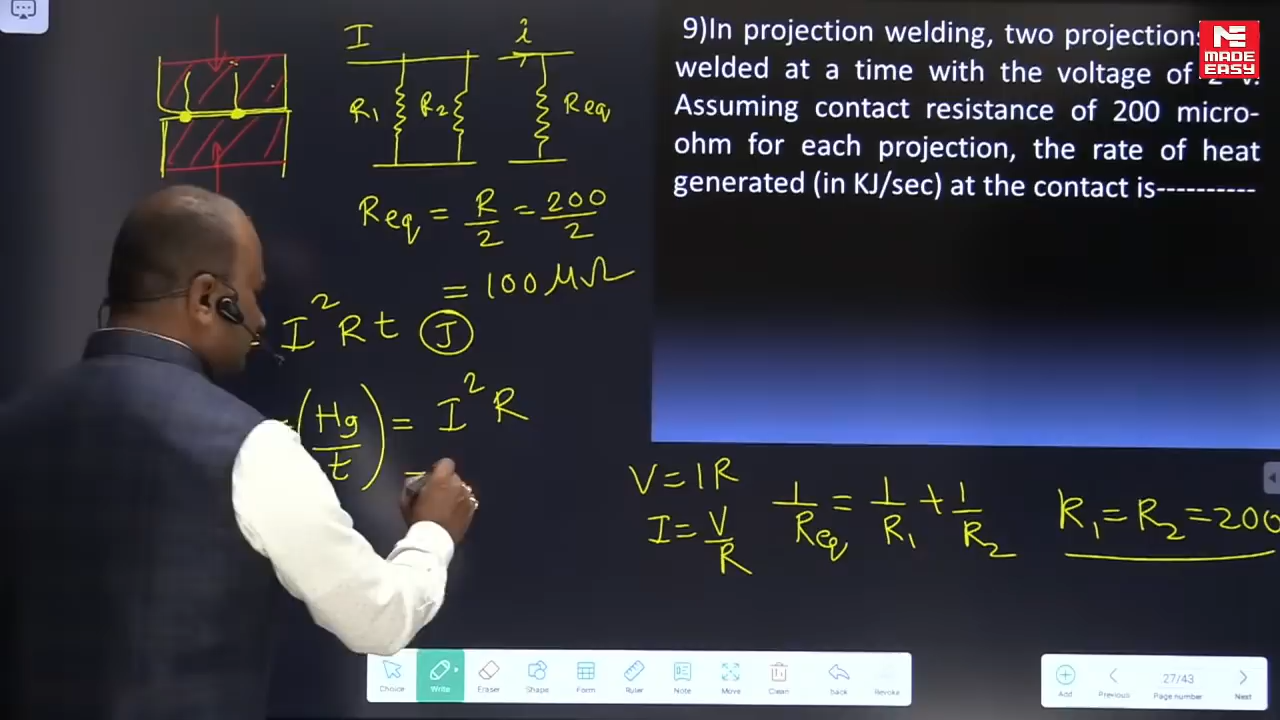 9)In projection welding, two projections
welded at a time with the voltage of 2 V.
Assuming contact resistance of 200 micro-
ohm for each projection, the rate of heat
generated (in KJ/sec) at the contact is----------
MADE
EASY
I
i
R₁
R₂
Req
Req = R/2 = 200/2
= 100 μΩ
I² R t J
(Hg/t) = I² R
=
V = IR
I = V/R
1/Req = 1/R₁ + 1/R₂
R₁ = R₂ = 200
Choice
Write
Eraser
Shape
Form
Ruler
Note
Move
Clean
back
Revoke
Add
Previous
27/43
Page number
Next